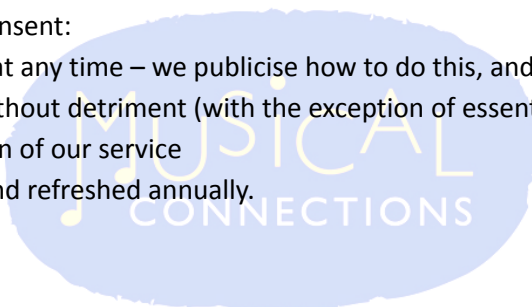 nsent:
at any time – we publicise how to do this, and
thout detriment (with the exception of essent
n of our service
nd refreshed annually.
MUSICAL
CONNECTIONS